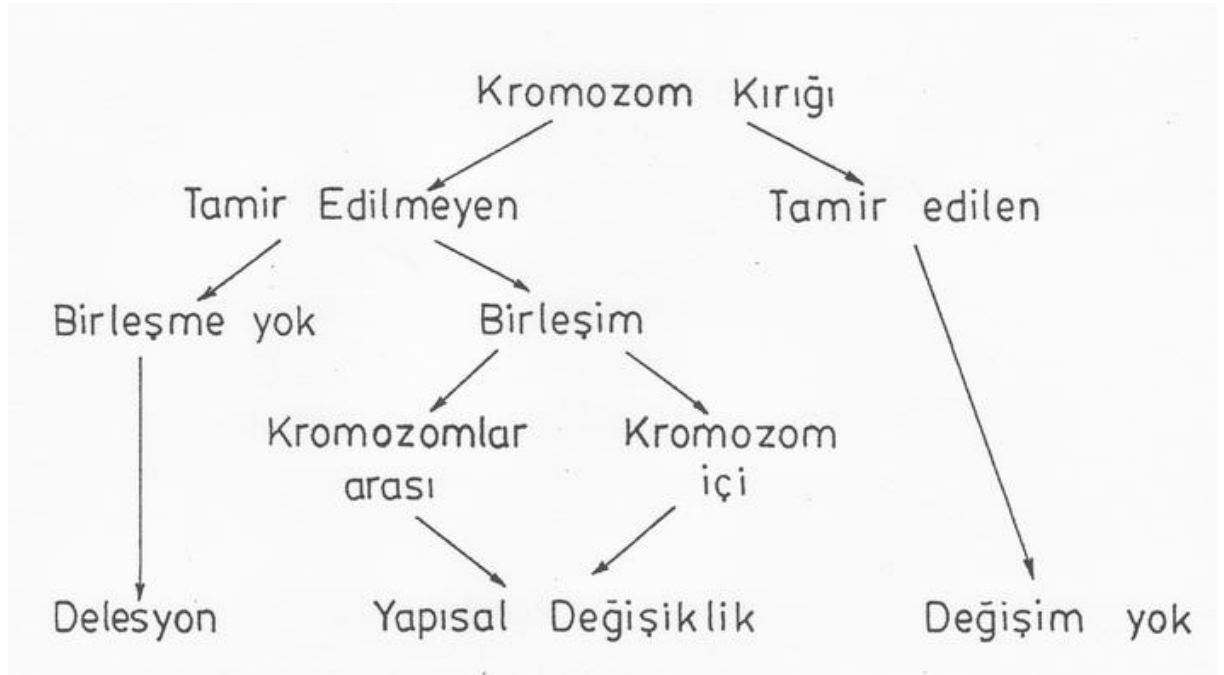 Kromozom Kırığı
Tamir Edilmeyen
Tamir edilen
Birleşme yok
Birleşim
Kromozomlar
arası
Kromozom
içi
Delesyon
Yapısal Değişiklik
Değişim yok